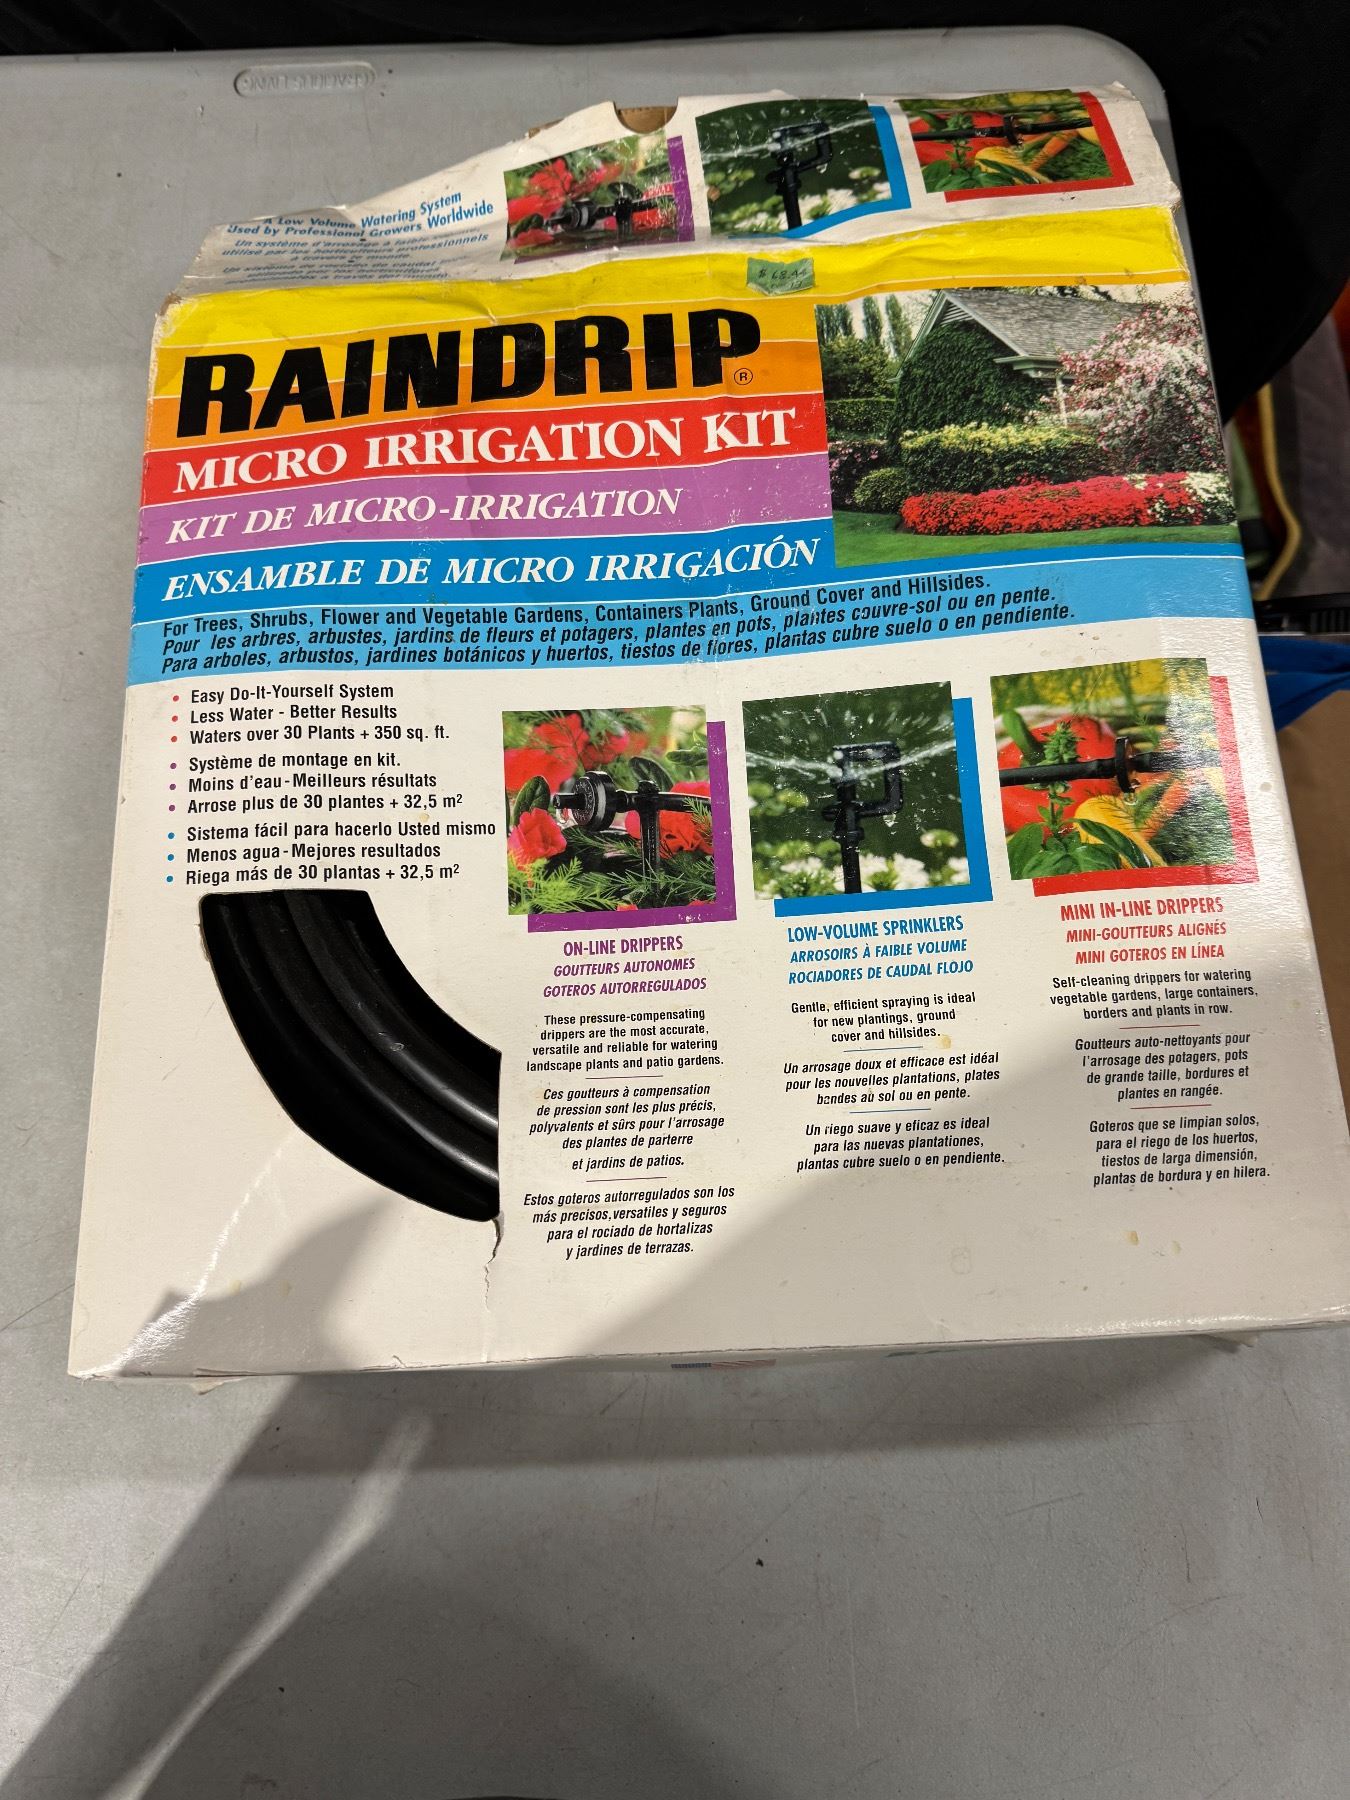 A Low Volume Watering System
Used by Professional Growers Worldwide
Un système d'arrosage à faible
utilisé par les horticulteurs professionnels
à travers le monde.
$ 68.44
RAINDRIP®
MICRO IRRIGATION KIT
KIT DE MICRO-IRRIGATION
ENSAMBLE DE MICRO IRRIGACIÓN
For Trees, Shrubs, Flower and Vegetable Gardens, Containers Plants, Ground Cover and Hillsides.
Pour les arbres, arbustes, jardins de fleurs et potagers, plantes en pots, plantes couvre-sol ou en pente.
Para arboles, arbustos, jardines botánicos y huertos, tiestos de flores, plantas cubre suelo o en pendiente.
• Easy Do-It-Yourself System
• Less Water - Better Results
• Waters over 30 Plants + 350 sq. ft.
• Système de montage en kit.
• Moins d'eau - Meilleurs résultats
• Arrose plus de 30 plantes + 32,5 m²
• Sistema fácil para hacerlo Usted mismo
• Menos agua - Mejores resultados
• Riega más de 30 plantas + 32,5 m²
ON-LINE DRIPPERS
GOUTTEURS AUTONOMES
GOTEROS AUTORREGULADOS
These pressure-compensating
drippers are the most accurate,
versatile and reliable for watering
landscape plants and patio gardens.
Ces goutteurs à compensation
de pression sont les plus précis,
polyvalents et sûrs pour l'arrosage
des plantes de parterre
et jardins de patios.
Estos goteros autorregulados son los
más precisos, versatiles y seguros
para el rociado de hortalizas
y jardines de terrazas.
LOW-VOLUME SPRINKLERS
ARROSOIRS À FAIBLE VOLUME
ROCIADORES DE CAUDAL FLOJO
Gentle, efficient spraying is ideal
for new plantings, ground
cover and hillsides.
Un arrosage doux et efficace est idéal
pour les nouvelles plantations, plates
bandes au sol ou en pente.
Un riego suave y eficaz es ideal
para las nuevas plantationes,
plantas cubre suelo o en pendiente.
MINI IN-LINE DRIPPERS
MINI-GOUTTEURS ALIGNÉS
MINI GOTEROS EN LÍNEA
Self-cleaning drippers for watering
vegetable gardens, large containers,
borders and plants in row.
Goutteurs auto-nettoyants pour
l'arrosage des potagers, pots
de grande taille, bordures et
plantes en rangée.
Goteros que se limpian solos,
para el riego de los huertos,
tiestos de larga dimensión,
plantas de bordura y en hilera.